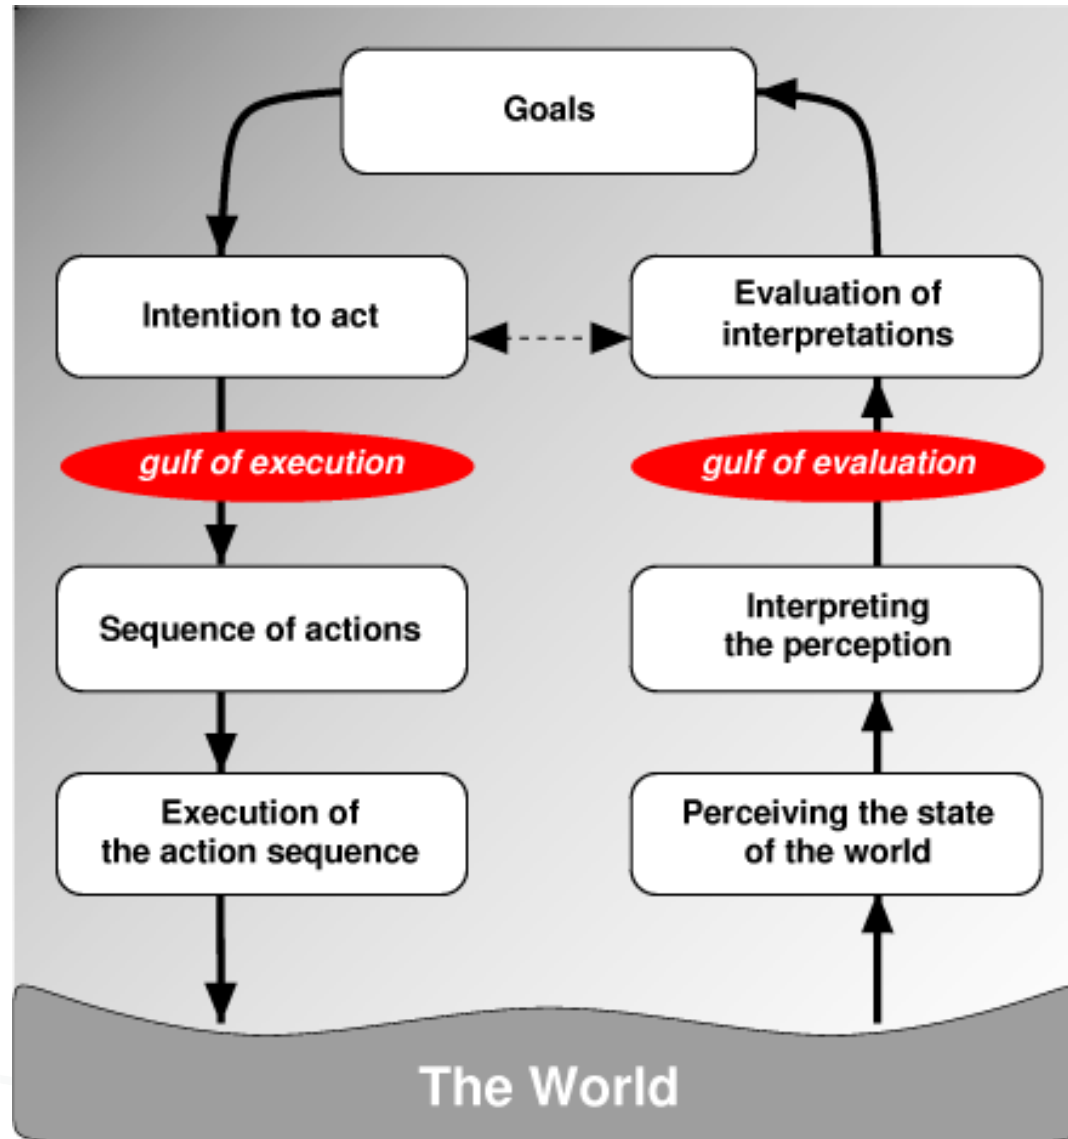 Goals
Intention to act
Evaluation of
interpretations
gulf of execution
gulf of evaluation
Sequence of actions
Interpreting
the perception
Execution of
the action sequence
Perceiving the state
of the world
The World